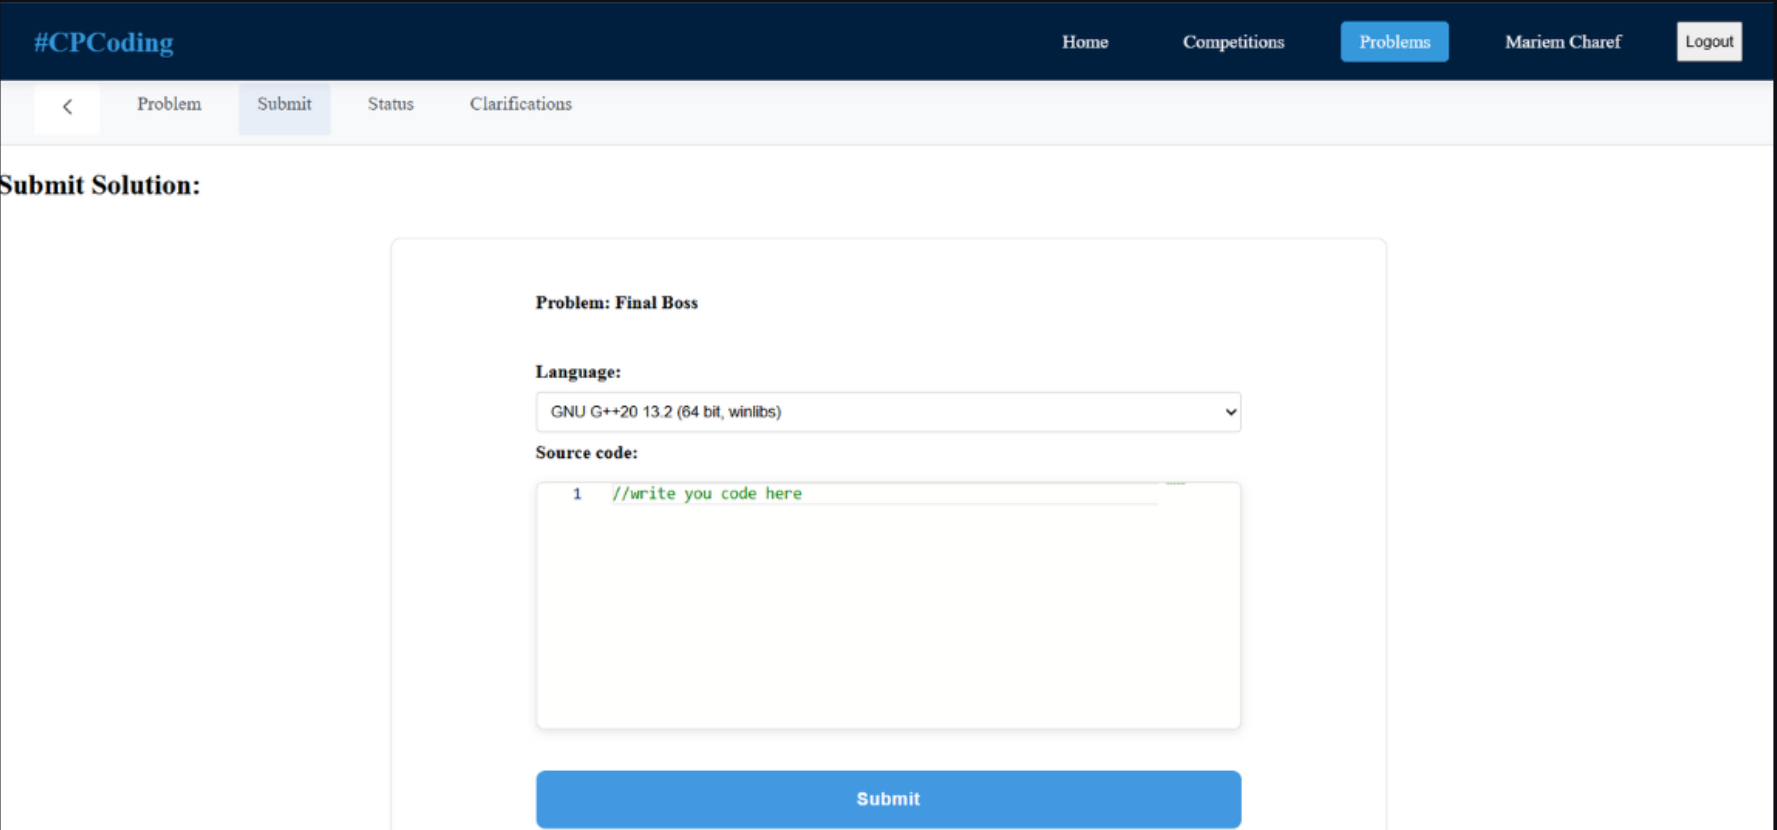 #CPCoding Home Competitions Problems Mariem Charef Logout
Problem Submit Status Clarifications
Submit Solution:
Problem: Final Boss
Language:
GNU G++20 13.2 (64 bit, winlibs)
Source code:
1 //write you code here
Submit